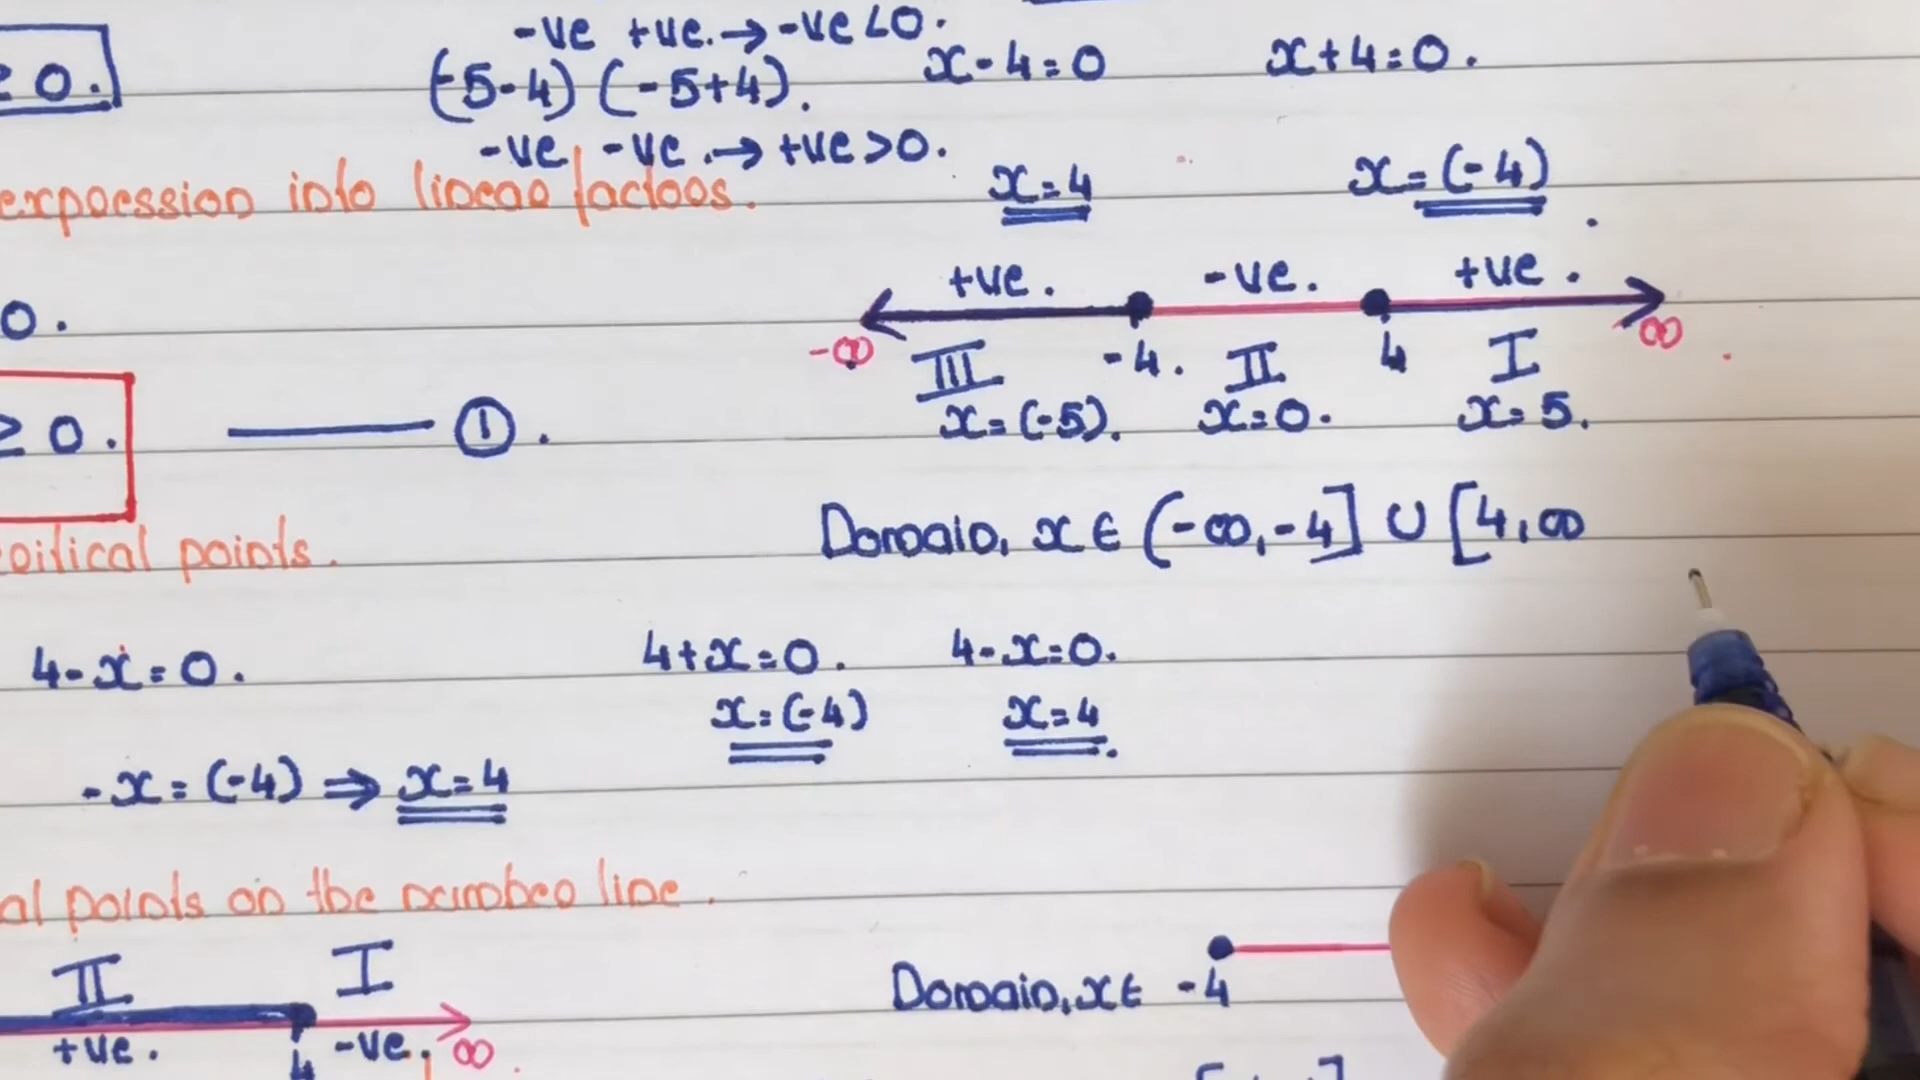 -ve +ve. → -ve <0.
≥ 0.
(-5-4) (-5+4).
x-4=0 x+4=0.
-ve -ve. → +ve >0.
expression into linear factors.
x=4 x=(-4)
+ve. -ve. +ve.
0.
-∞ III -4. II 4 I ∞
x=(-5). x=0. x=5.
≥ 0. ① .
Domain, x∈ (-∞,-4] ∪ [4,∞
critical points.
4-x=0. 4+x=0. 4-x=0.
x=(-4) x=4.
-x=(-4) ⇒ x=4
al points on the number line.
II I
Domain, x∈ -4
+ve. 4 -ve. ∞